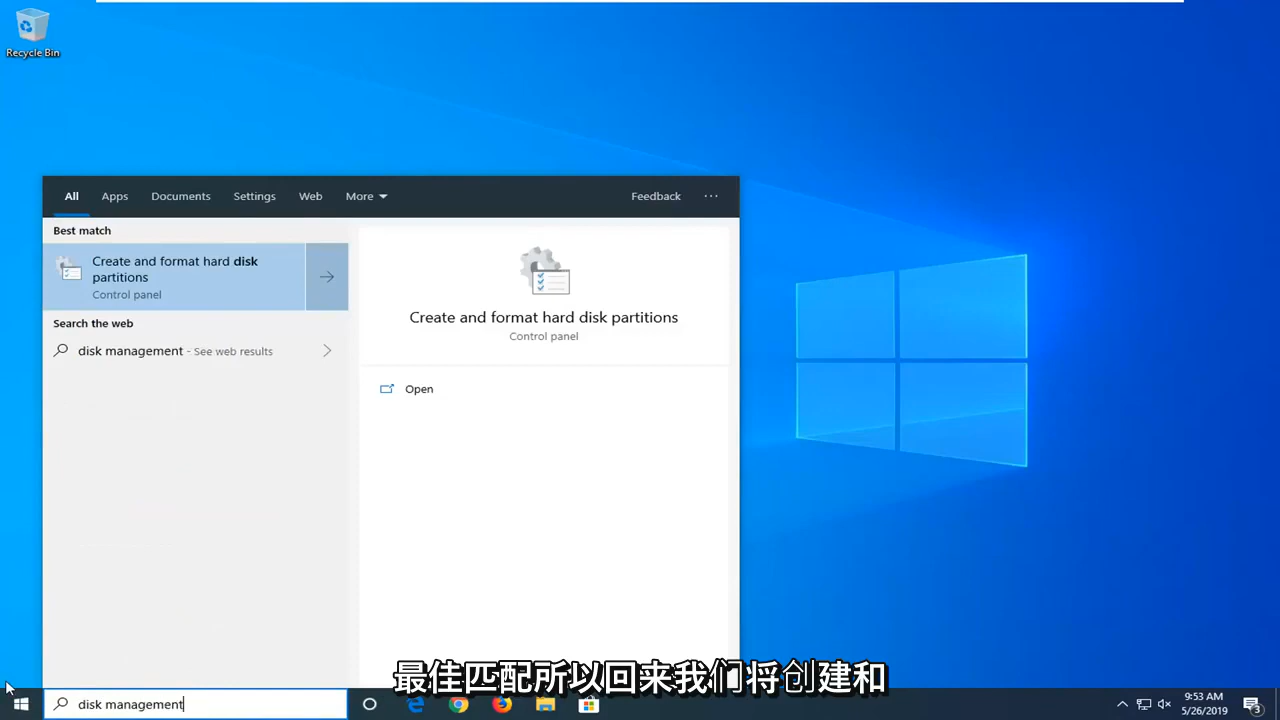 Recycle Bin
All Apps Documents Settings Web More Feedback ···
Best match
Create and format hard disk
partitions
Control panel
Search the web
disk management - See web results
Create and format hard disk partitions
Control panel
Open
最佳匹配所以回来我们将创建和
disk management
9:53 AM
5/26/2019
3